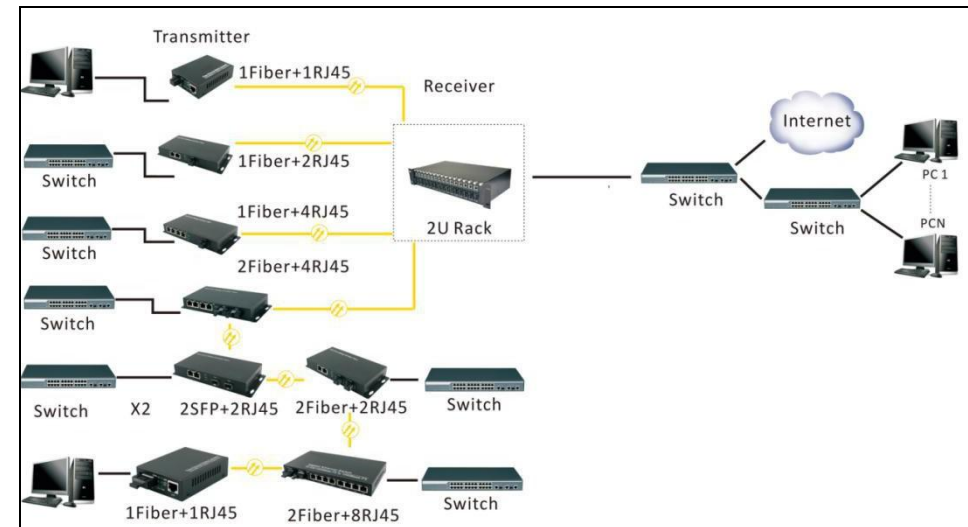 Transmitter
1Fiber+1RJ45
Receiver
Internet
1Fiber+2RJ45
Switch
PC 1
Switch
1Fiber+4RJ45
2U Rack
PCN
Switch
Switch
2Fiber+4RJ45
Switch
Switch
X2
2SFP+2RJ45
2Fiber+2RJ45
Switch
1Fiber+1RJ45
2Fiber+8RJ45
Switch